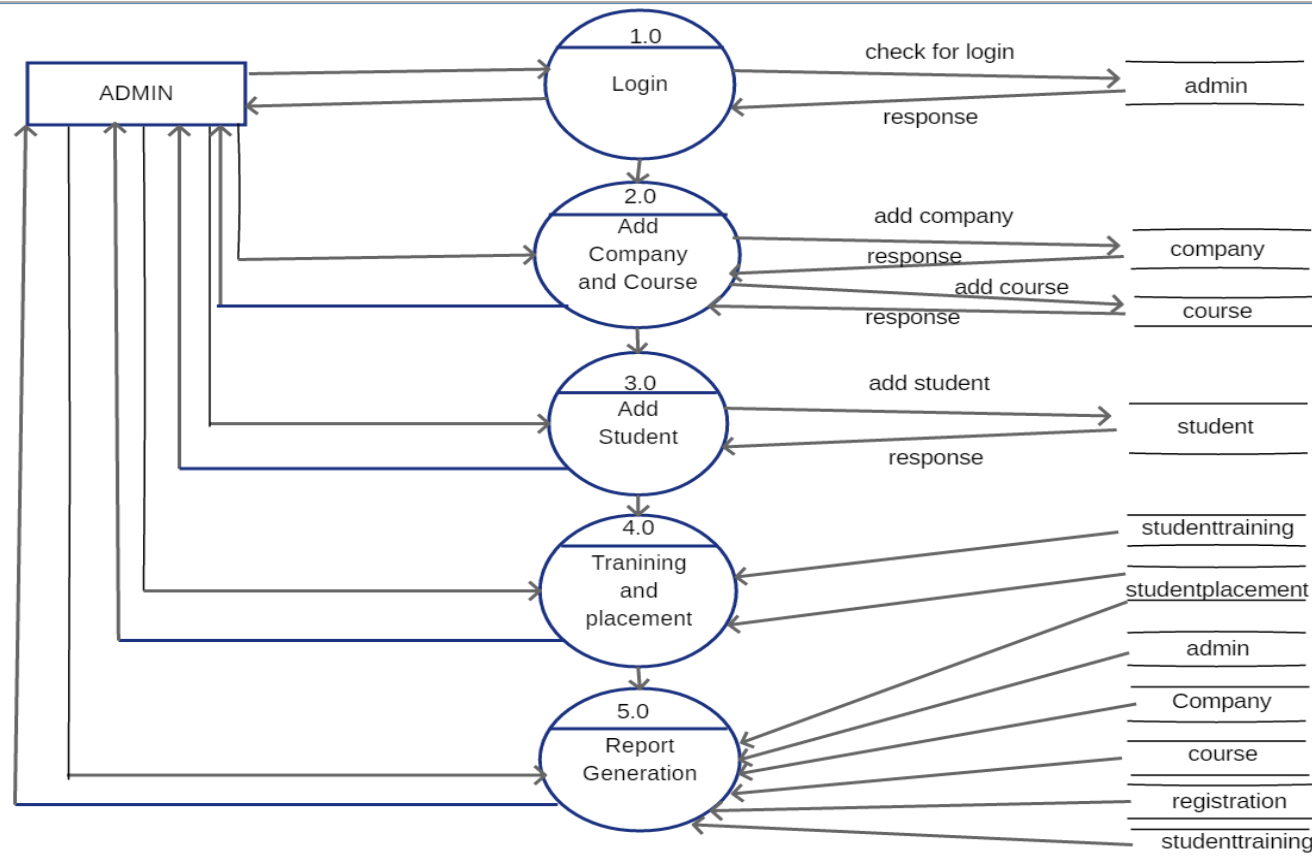 1.0
Login
ADMIN
check for login
admin
response
2.0
Add
Company
and Course
add company
response
company
add course
response
course
3.0
Add
Student
add student
response
student
4.0
Tranining
and
placement
studenttraining
studentplacement
admin
5.0
Report
Generation
Company
course
registration
studenttraining